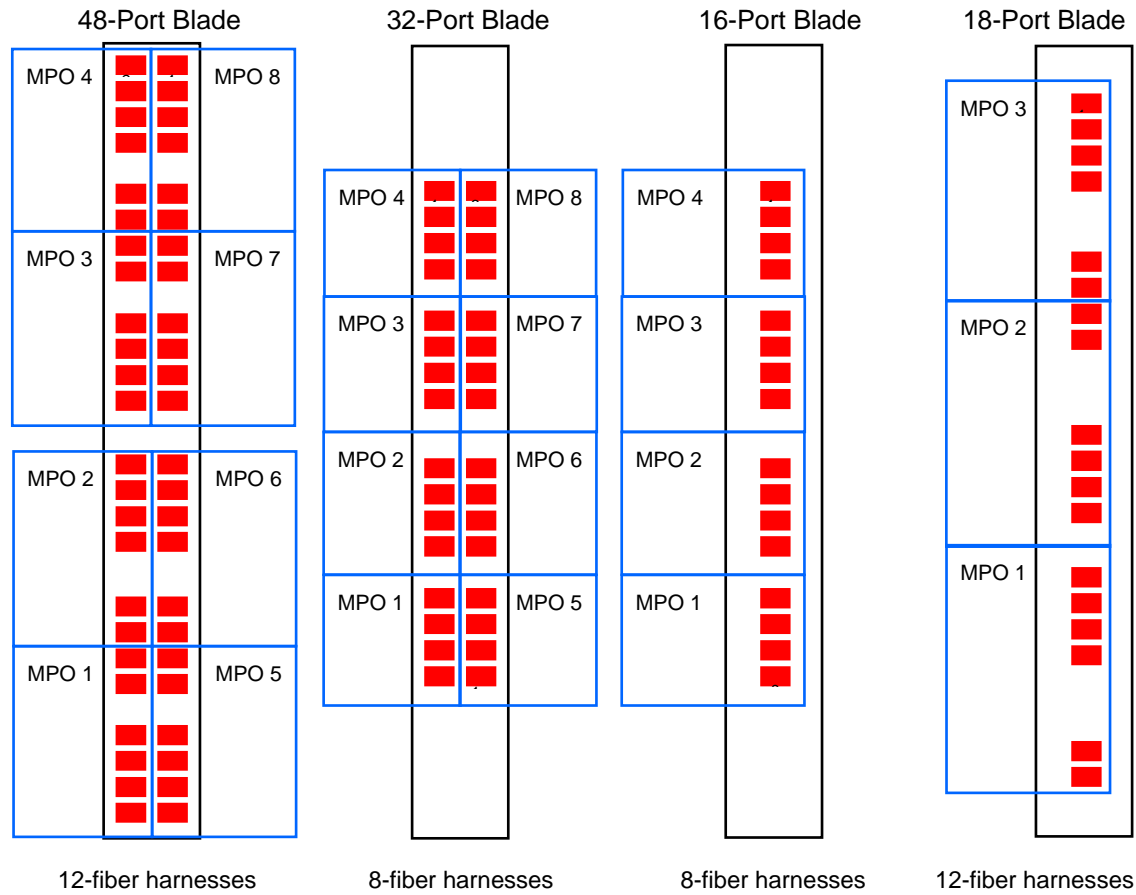 48-Port Blade
32-Port Blade
16-Port Blade
18-Port Blade
MPO 4
MPO 8
MPO 3
MPO 7
MPO 2
MPO 6
MPO 1
MPO 5
12-fiber harnesses
MPO 4
MPO 8
MPO 3
MPO 7
MPO 2
MPO 6
MPO 1
MPO 5
8-fiber harnesses
MPO 4
MPO 3
MPO 2
MPO 1
8-fiber harnesses
MPO 3
MPO 2
MPO 1
12-fiber harnesses